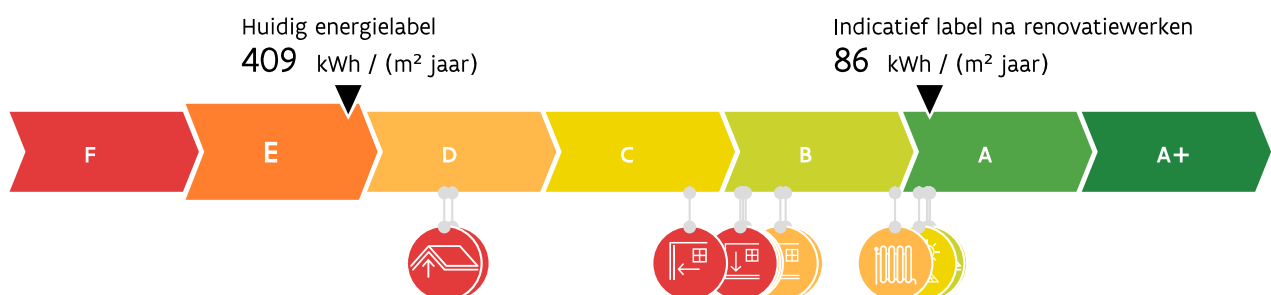 Huidig energielabel
409 kWh / (m² jaar)
Indicatief label na renovatiewerken
86 kWh / (m² jaar)
F E D C B A A+